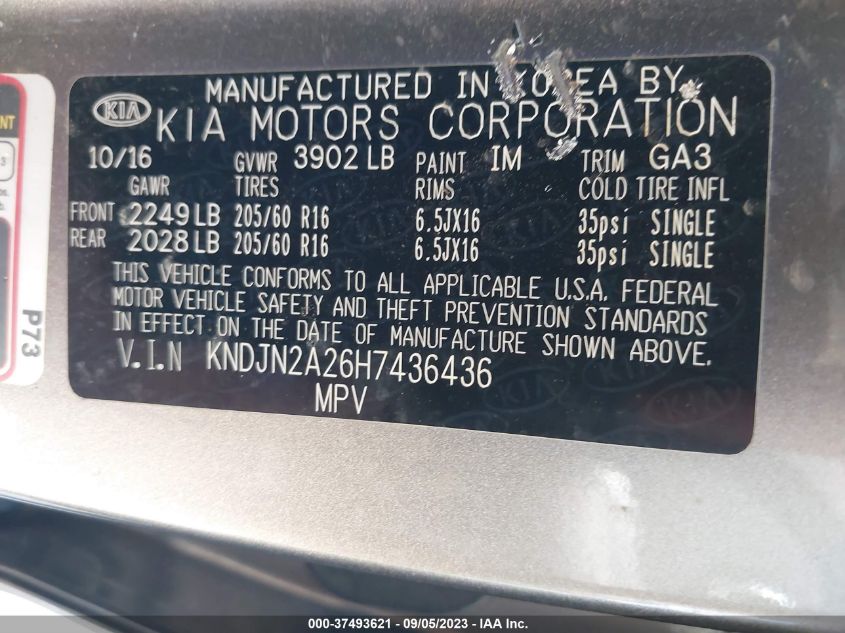 MANUFACTURED IN KOREA BY
KIA KIA MOTORS CORPORATION
10/16 GVWR 3902 LB PAINT IM TRIM GA3
GAWR TIRES RIMS COLD TIRE INFL
FRONT 2249 LB 205/60 R16 6.5JX16 35psi SINGLE
REAR 2028 LB 205/60 R16 6.5JX16 35psi SINGLE
THIS VEHICLE CONFORMS TO ALL APPLICABLE U.S.A. FEDERAL
MOTOR VEHICLE SAFETY AND THEFT PREVENTION STANDARDS
IN EFFECT ON THE DATE OF MANUFACTURE SHOWN ABOVE.
V.I.N KNDJN2A26H7436436
MPV
P73
000-37493621 - 09/05/2023 - IAA Inc.